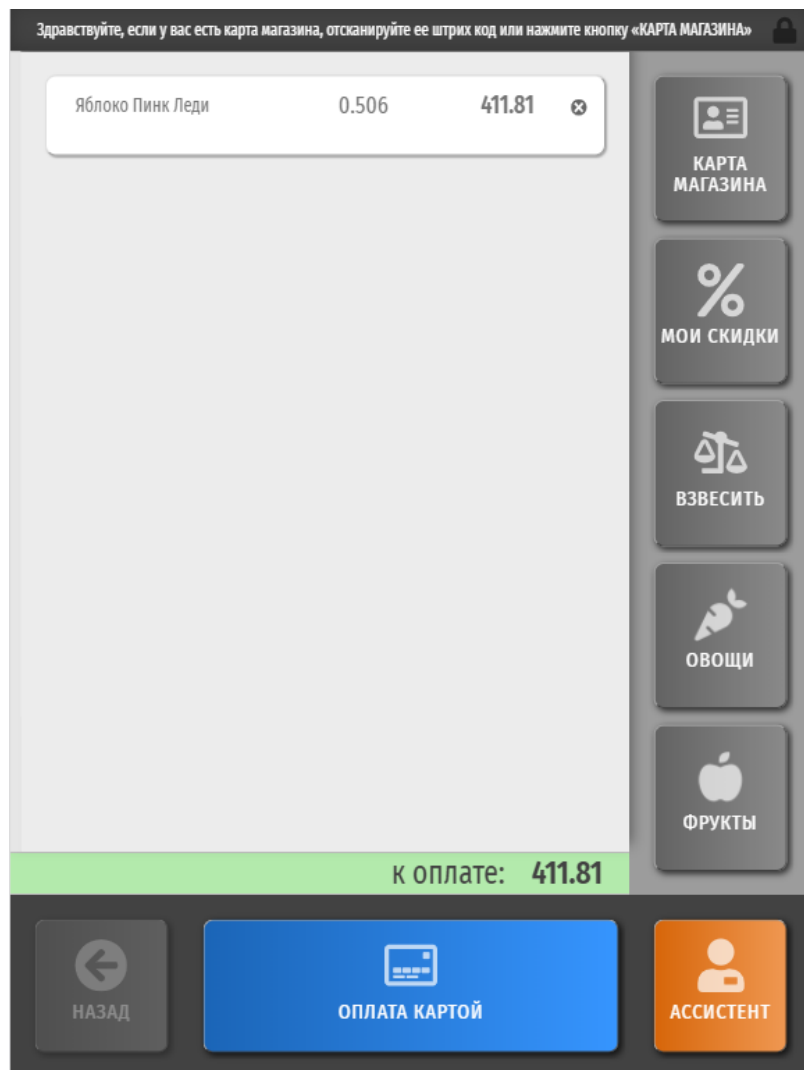 Здравствуйте, если у вас есть карта магазина, отсканируйте ее штрих код или нажмите кнопку «КАРТА МАГАЗИНА»
Яблоко Пинк Леди 0.506 411.81
КАРТА
МАГАЗИНА
МОИ СКИДКИ
ВЗВЕСИТЬ
ОВОЩИ
ФРУКТЫ
к оплате: 411.81
НАЗАД
ОПЛАТА КАРТОЙ
АССИСТЕНТ